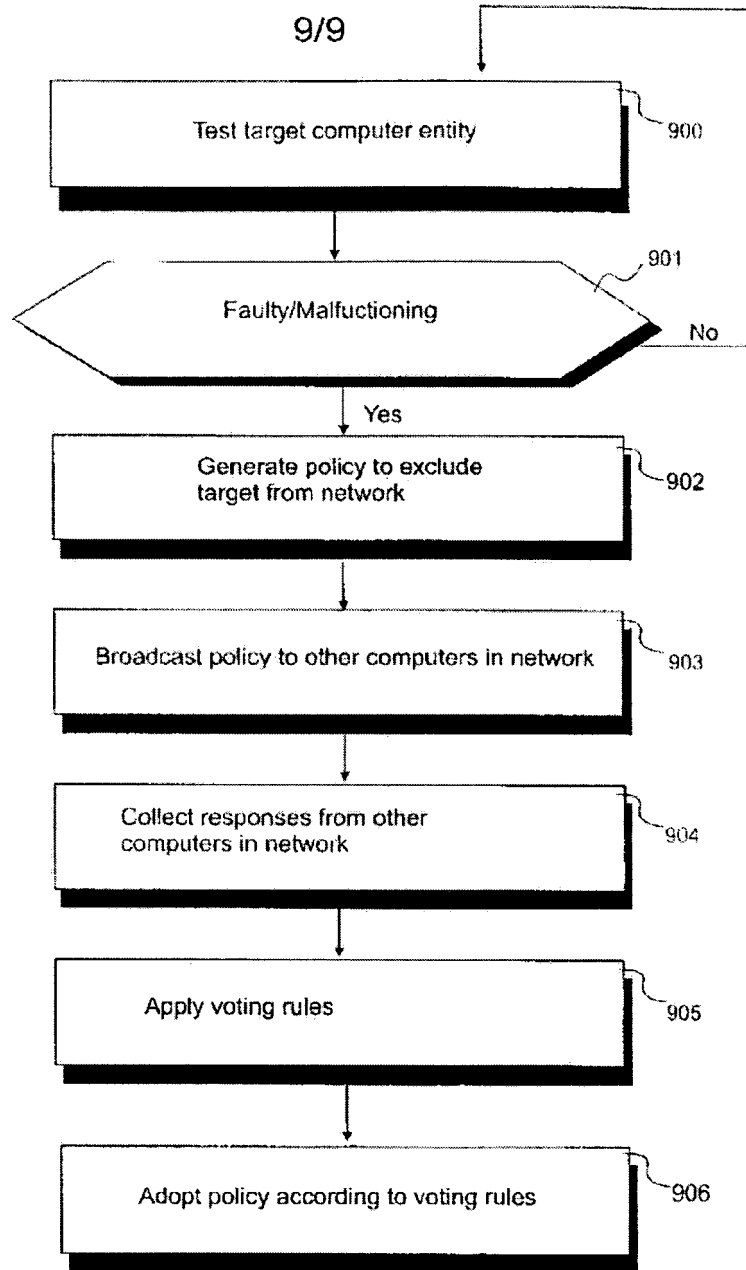 9/9
Test target computer entity
900
Faulty/Malfuctioning
901
No
Yes
Generate policy to exclude
target from network
902
Broadcast policy to other computers in network
903
Collect responses from other
computers in network
904
Apply voting rules
905
Adopt policy according to voting rules
906